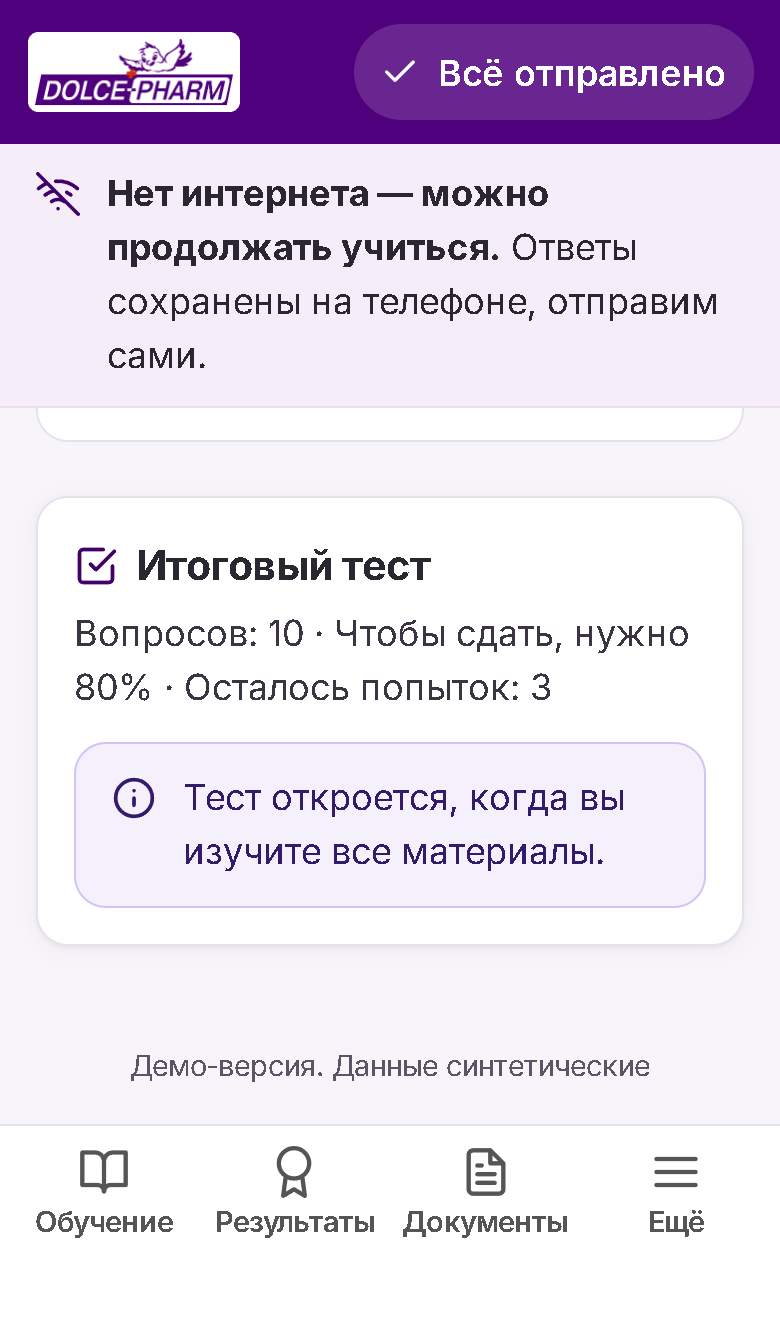 DOLCE-PHARM
Всё отправлено
Нет интернета — можно
продолжать учиться. Ответы
сохранены на телефоне, отправим
сами.
Итоговый тест
Вопросов: 10 · Чтобы сдать, нужно
80% · Осталось попыток: 3
Тест откроется, когда вы
изучите все материалы.
Демо-версия. Данные синтетические
Обучение
Результаты
Документы
Ещё